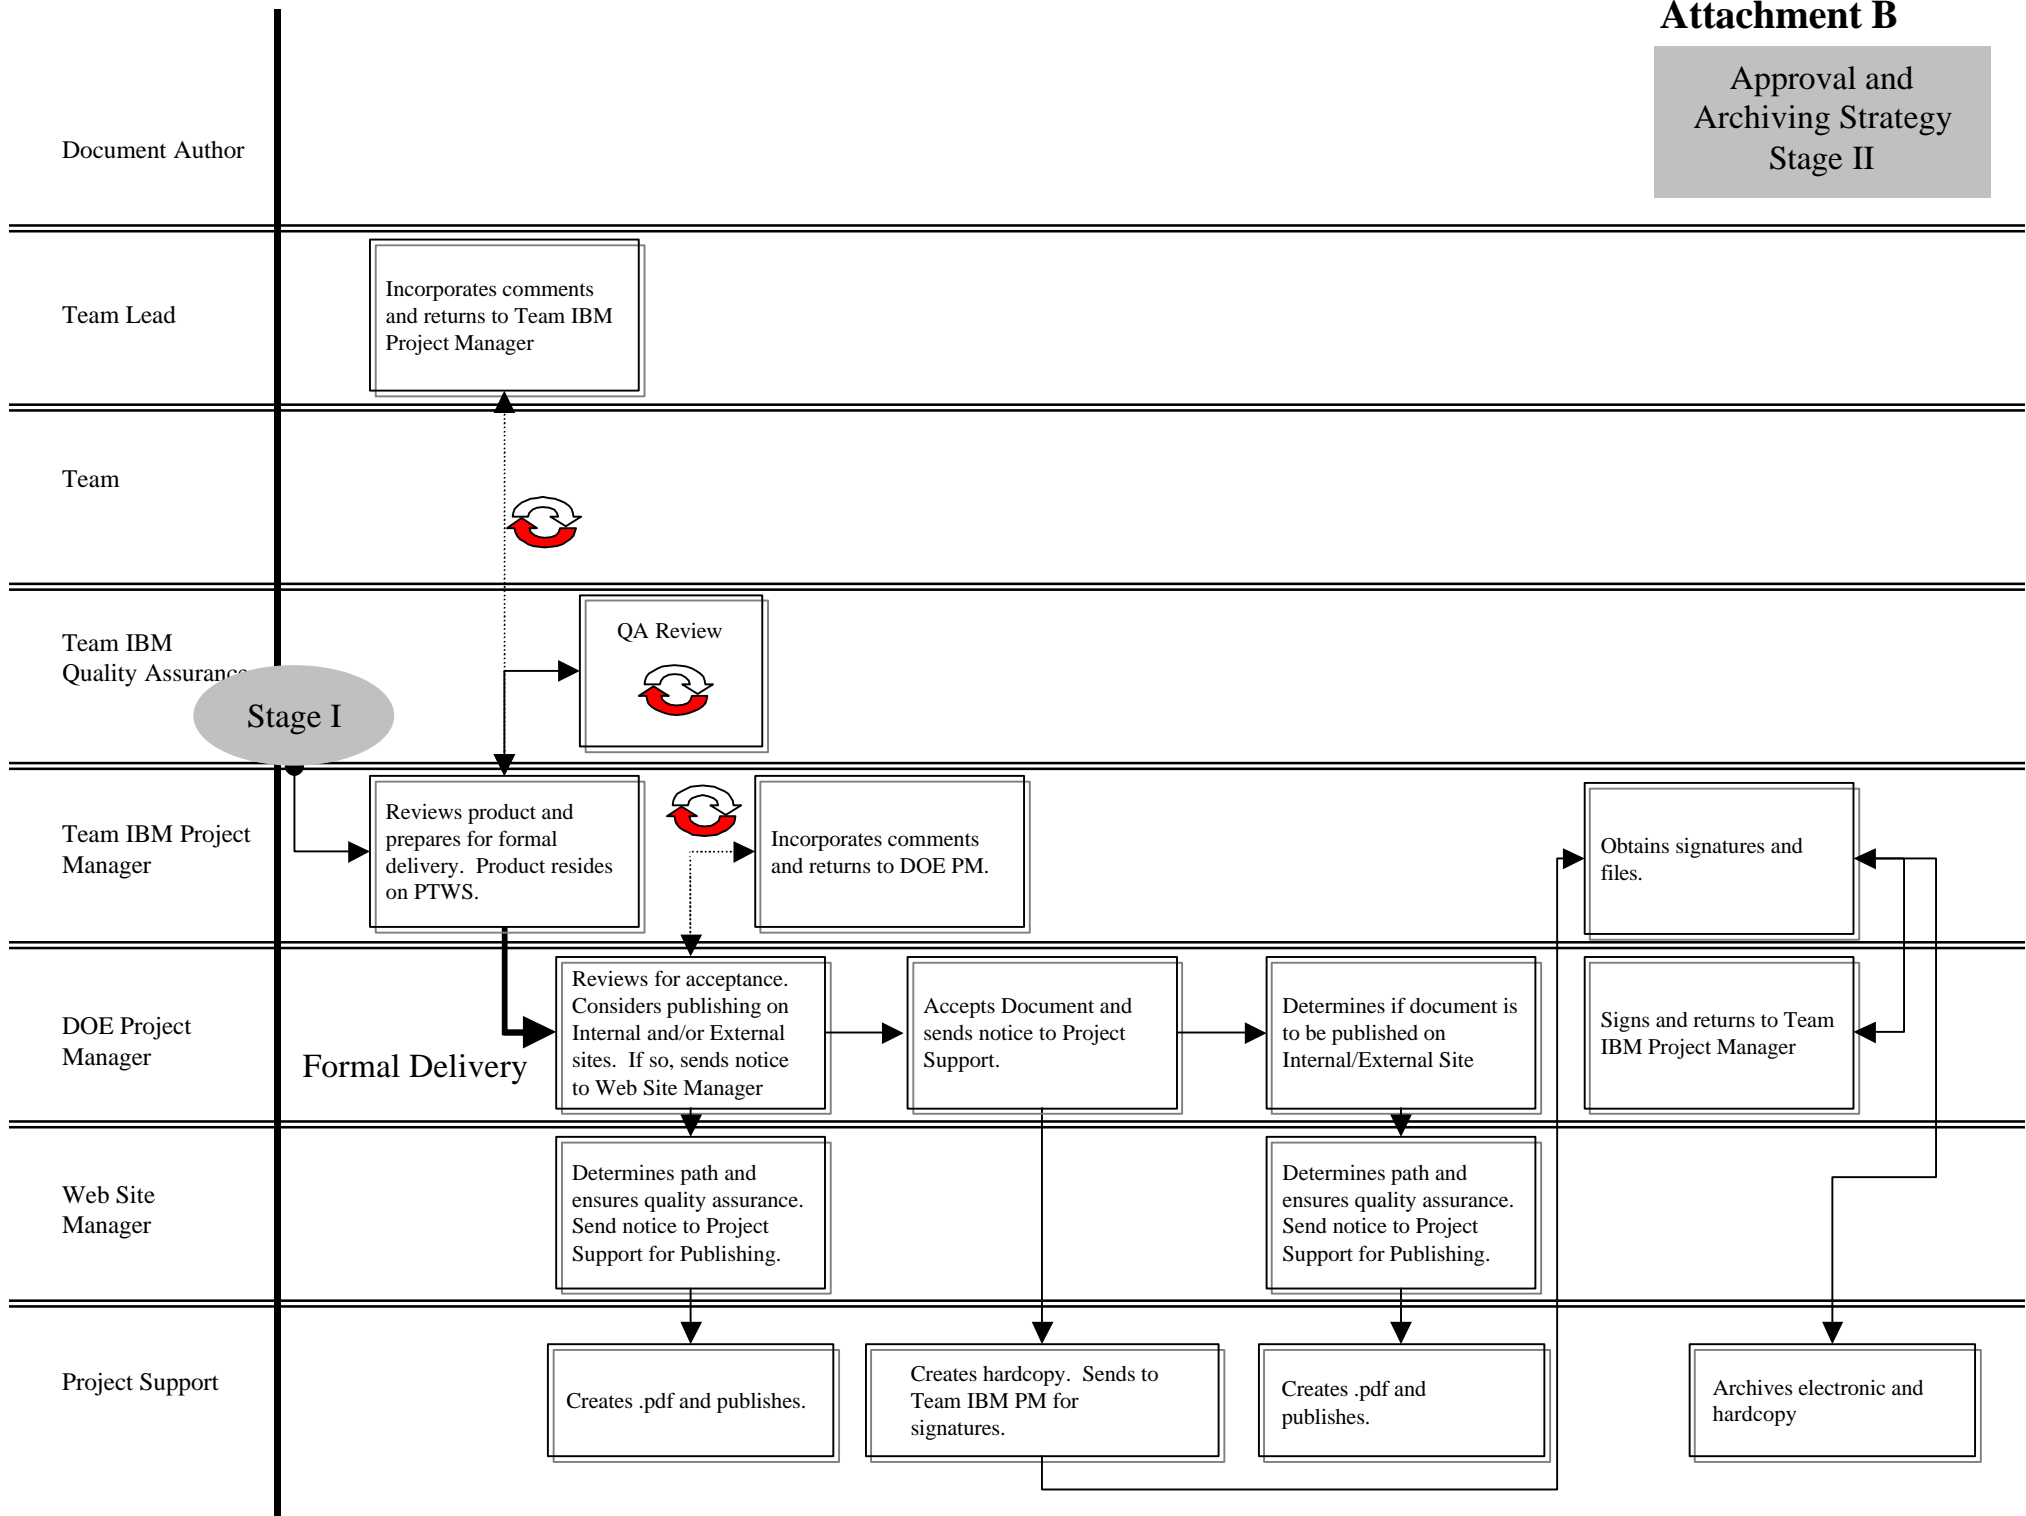 Attachment B
Approval and
Archiving Strategy
Stage II
Document Author
Team Lead
Incorporates comments
and returns to Team IBM
Project Manager
Team
Team IBM
Quality Assurance
QA Review
Stage I
Team IBM Project
Manager
Reviews product and
prepares for formal
delivery. Product resides
on PTWS.
Incorporates comments
and returns to DOE PM.
Obtains signatures and
files.
DOE Project
Manager
Formal Delivery
Reviews for acceptance.
Considers publishing on
Internal and/or External
sites. If so, sends notice
to Web Site Manager
Accepts Document and
sends notice to Project
Support.
Determines if document is
to be published on
Internal/External Site
Signs and returns to Team
IBM Project Manager
Web Site
Manager
Determines path and
ensures quality assurance.
Send notice to Project
Support for Publishing.
Determines path and
ensures quality assurance.
Send notice to Project
Support for Publishing.
Project Support
Creates .pdf and publishes.
Creates hardcopy. Sends to
Team IBM PM for
signatures.
Creates .pdf and
publishes.
Archives electronic and
hardcopy